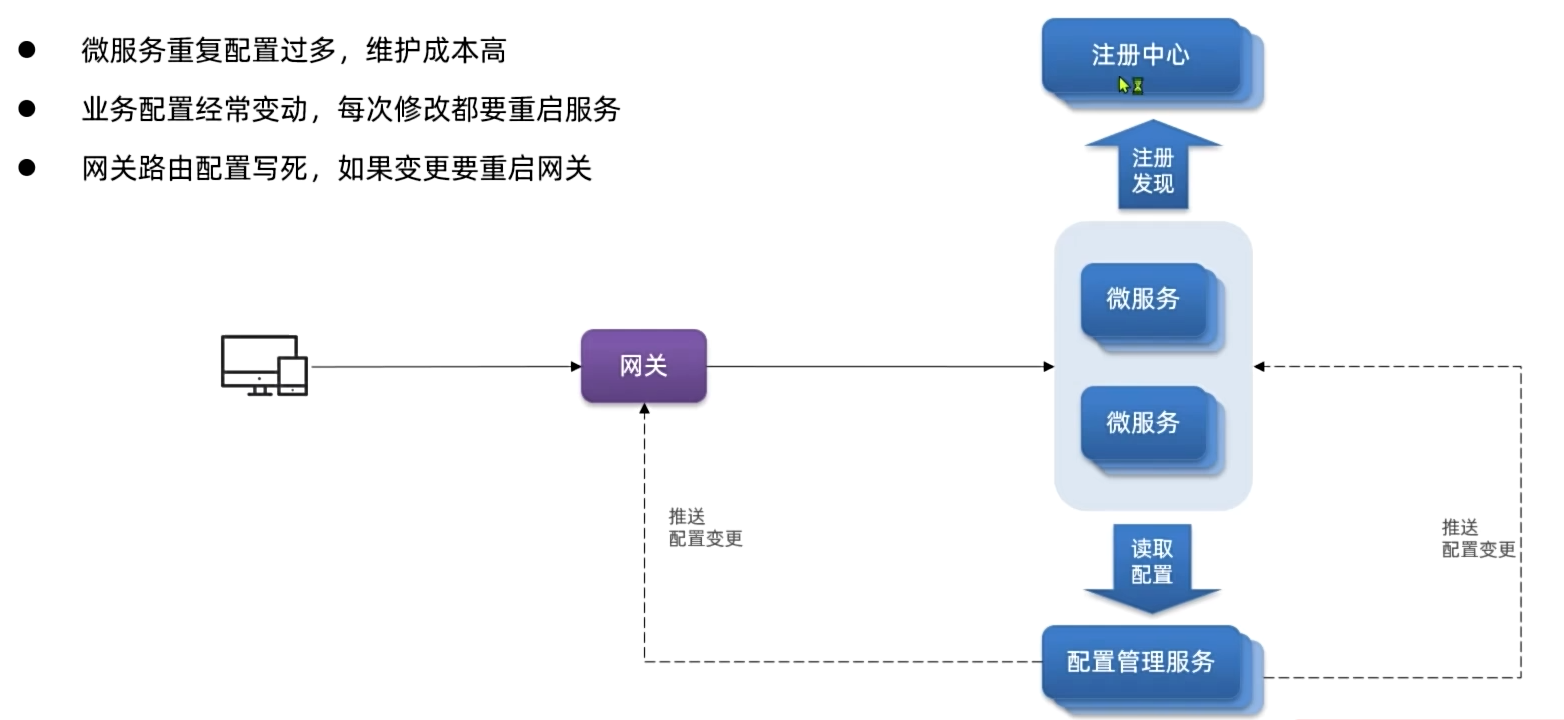 微服务重复配置过多，维护成本高
业务配置经常变动，每次修改都要重启服务
网关路由配置写死，如果变更要重启网关
注册中心
注册
发现
微服务
网关
微服务
推送
配置变更
推送
配置变更
读取
配置
配置管理服务